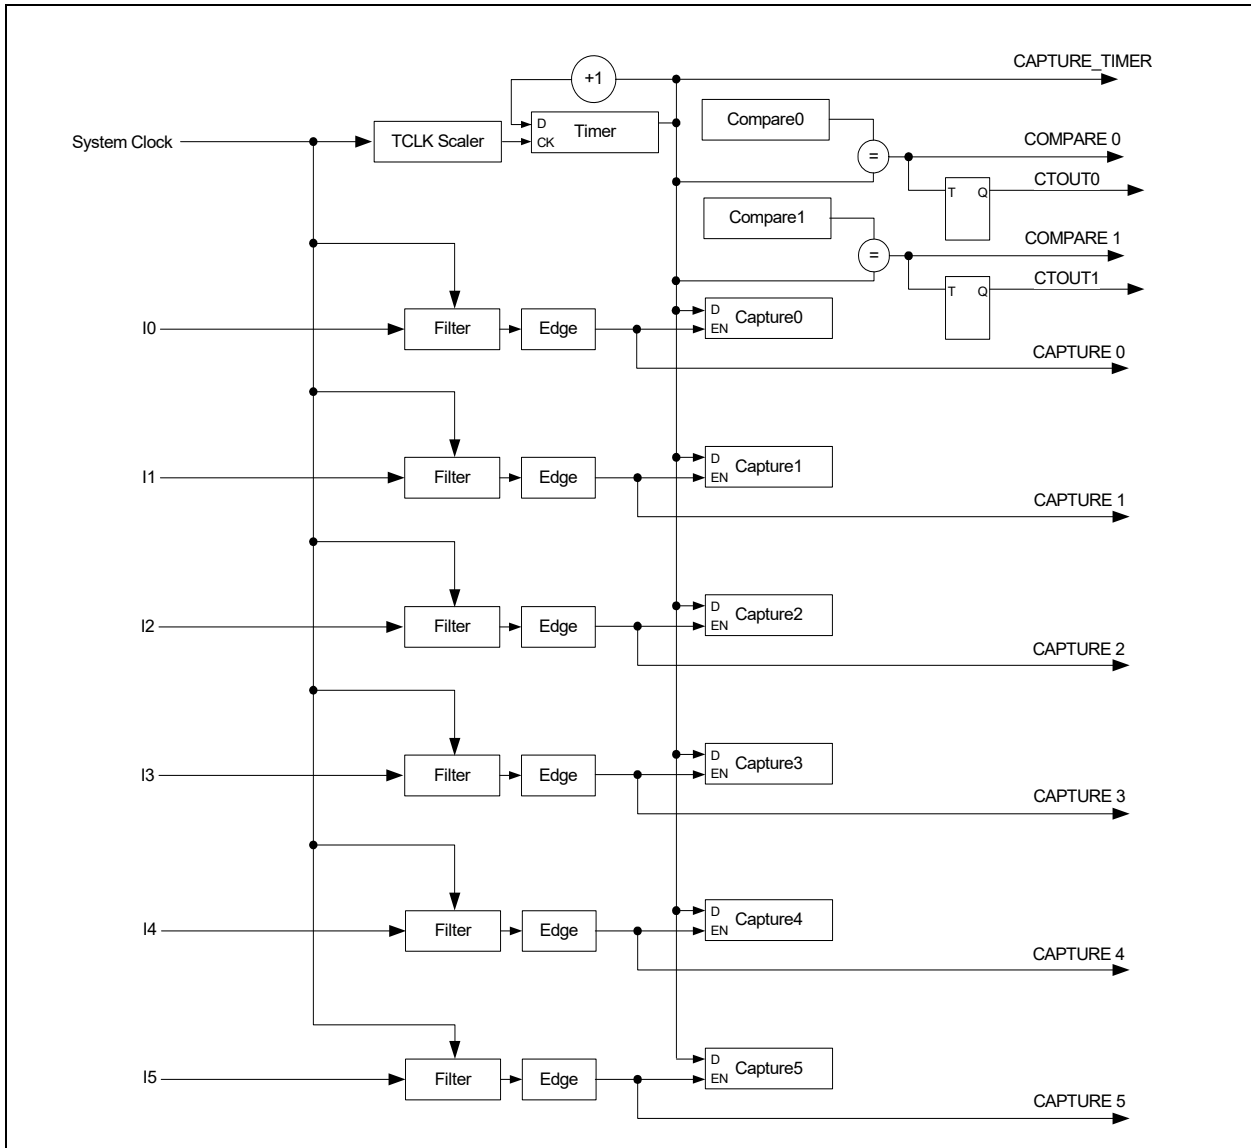 CAPTURE_TIMER
+1
D
CK
Timer
System Clock
TCLK Scaler
Compare0
=
COMPARE 0
T
Q
CTOUT0
Compare1
=
COMPARE 1
T
Q
CTOUT1
I0
Filter
Edge
D
EN
Capture0
CAPTURE 0
I1
Filter
Edge
D
EN
Capture1
CAPTURE 1
I2
Filter
Edge
D
EN
Capture2
CAPTURE 2
I3
Filter
Edge
D
EN
Capture3
CAPTURE 3
I4
Filter
Edge
D
EN
Capture4
CAPTURE 4
I5
Filter
Edge
D
EN
Capture5
CAPTURE 5